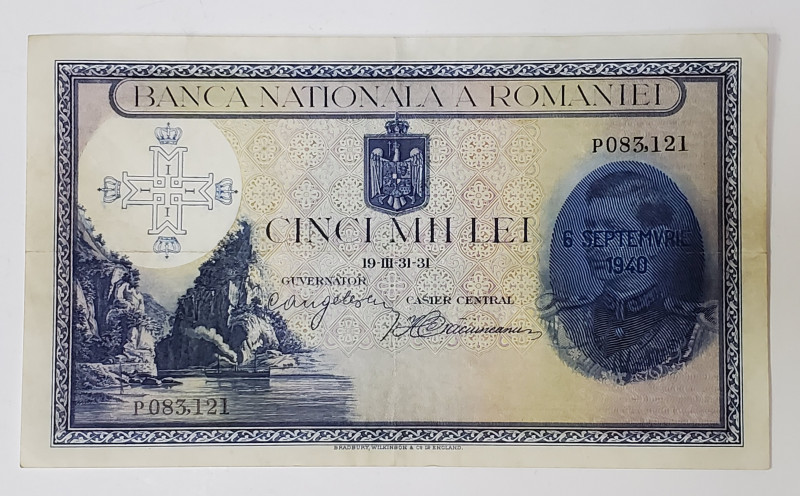 BANCA NATIONALA A ROMANIEI
P083,121
CINCI MII LEI
6 SEPTEMVRIE
1940
19-III-31-31
GUVERNATOR
CASIER CENTRAL
P083,121
BRADBURY, WILKINSON & Co LD ENGLAND.